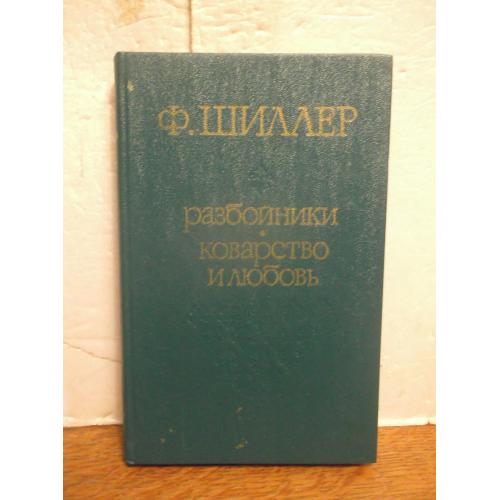 Ф. ШИЛЛЕР
РАЗБОЙНИКИ
•
КОВАРСТВО
И ЛЮБОВЬ